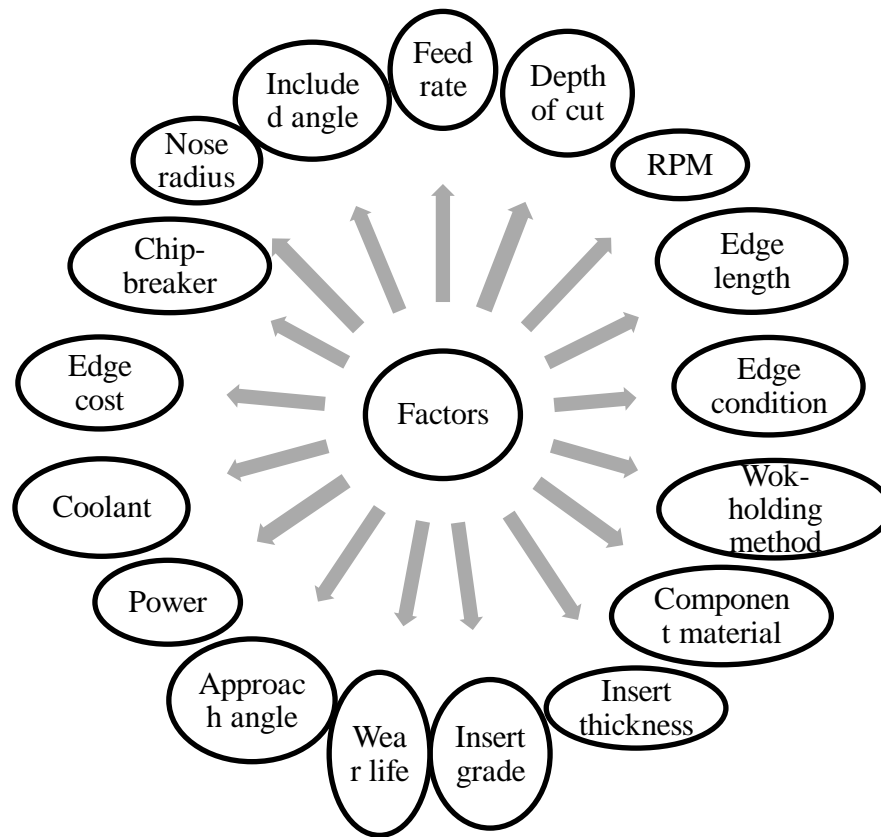 Feed
rate
Depth
of cut
RPM
Edge
length
Edge
condition
Wok-
holding
method
Componen
t material
Insert
thickness
Insert
grade
Wea
r life
Approac
h angle
Power
Coolant
Edge
cost
Chip-
breaker
Nose
radius
Include
d angle
Factors